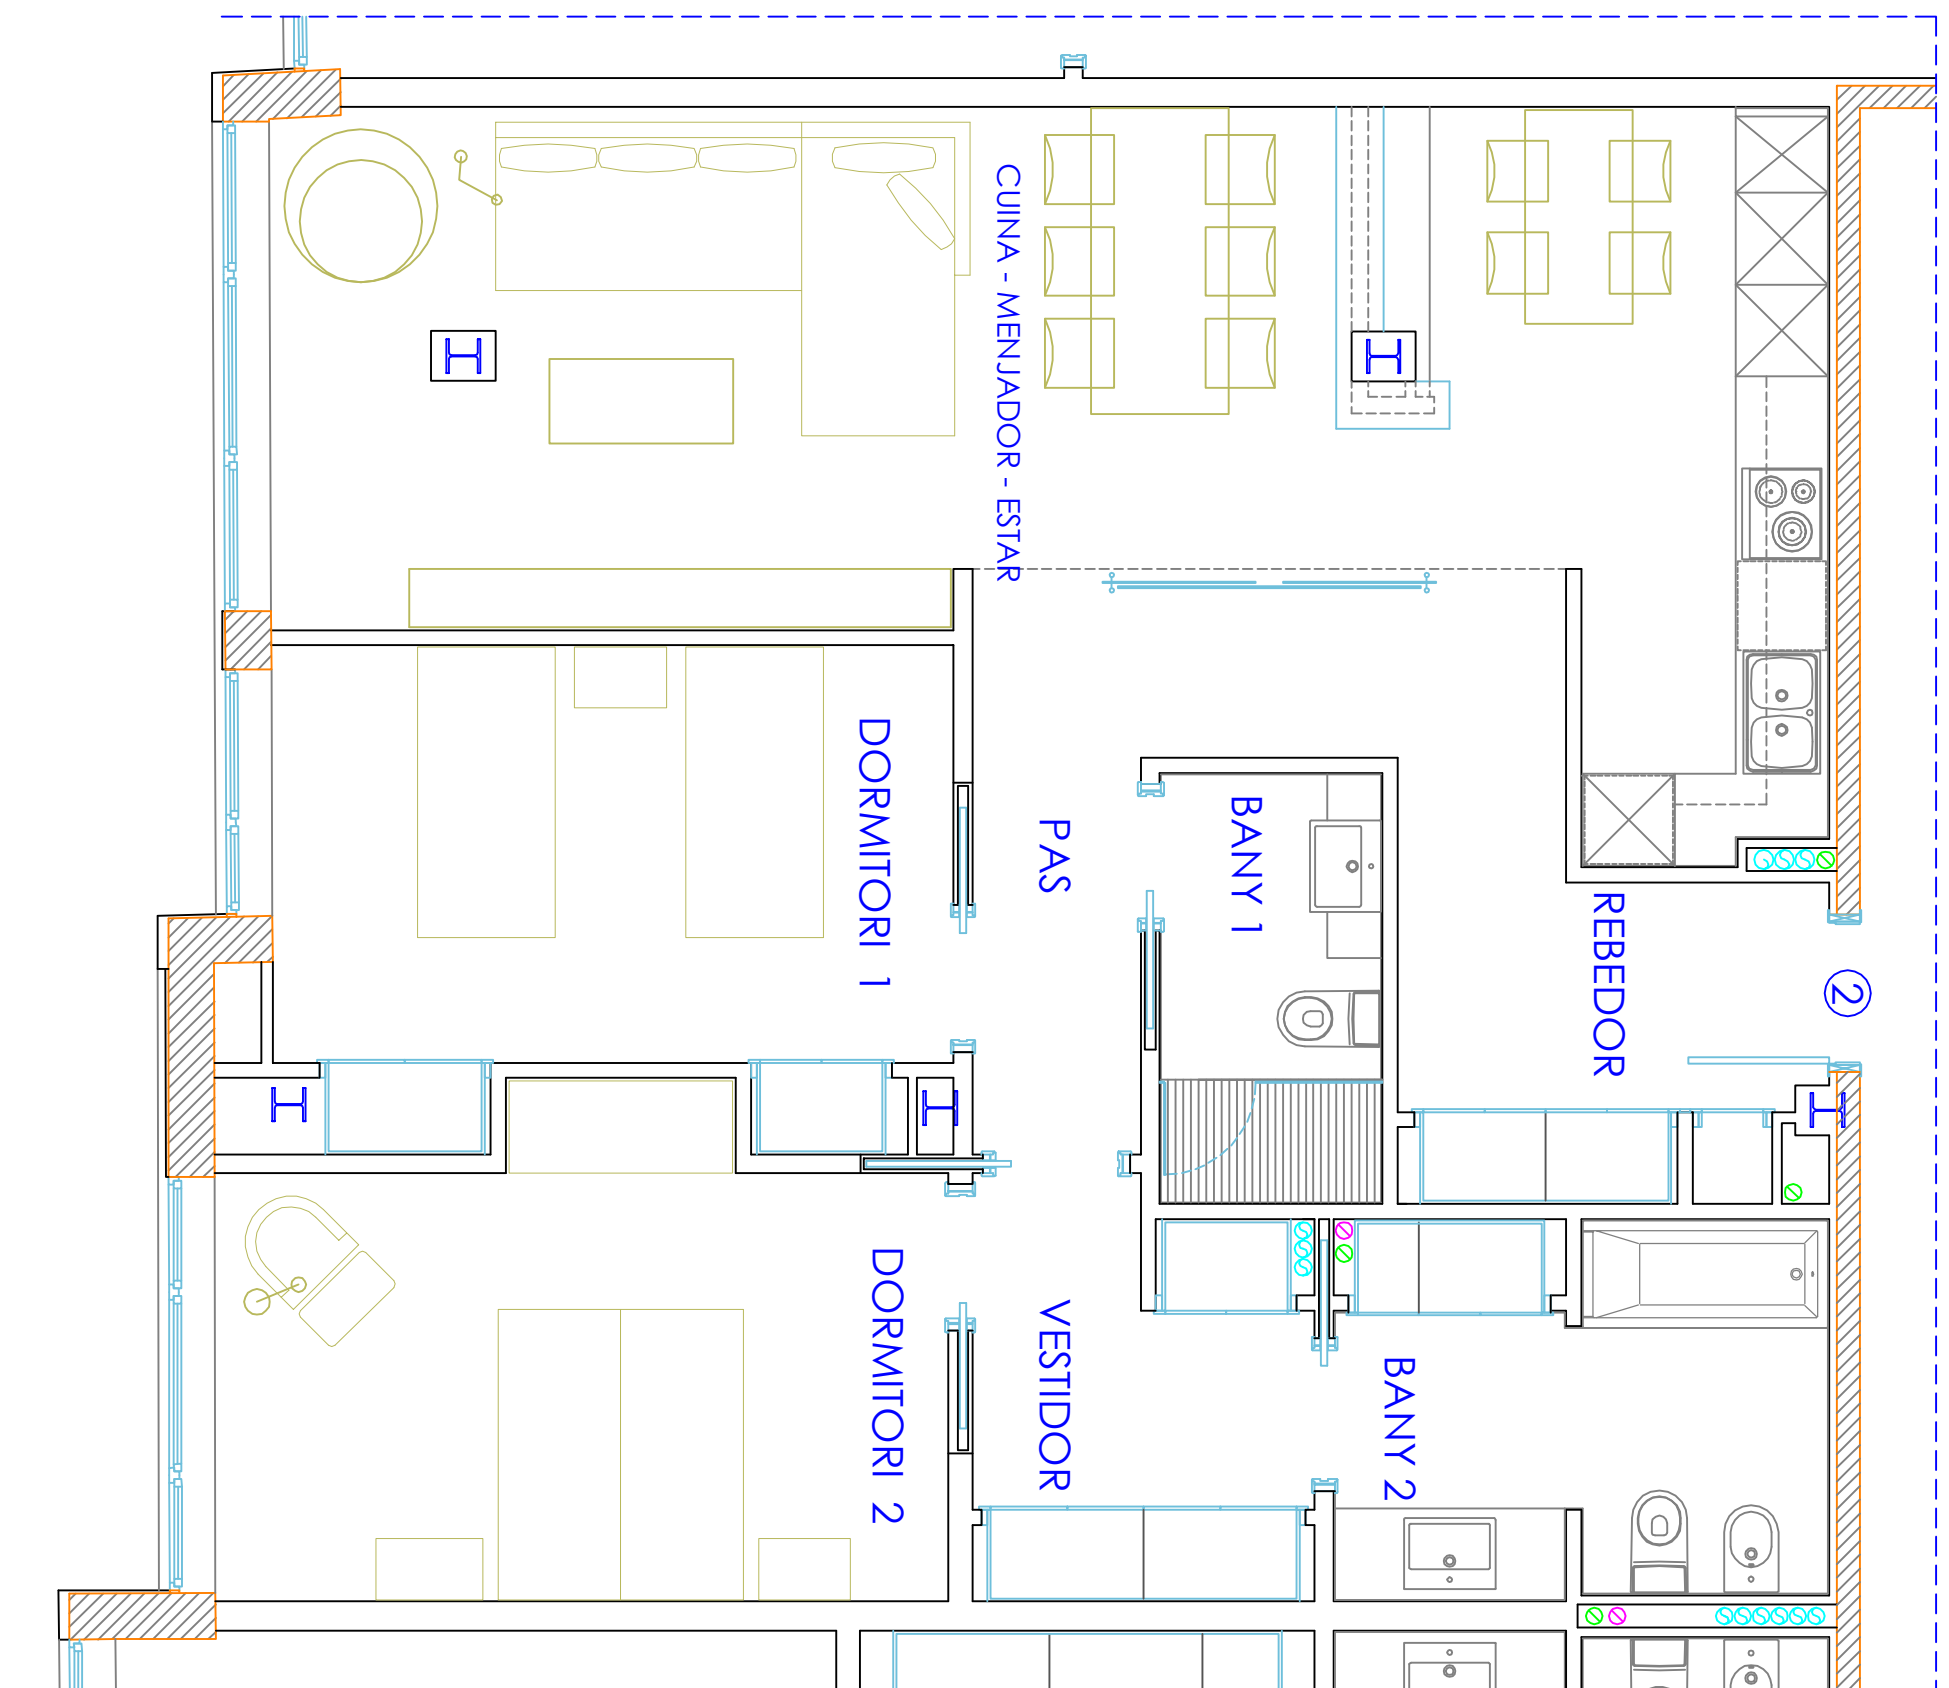 CUINA - MENJADOR - ESTAR
DORMITORI 1
PAS
BANY 1
REBEDOR
2
DORMITORI 2
VESTIDOR
BANY 2